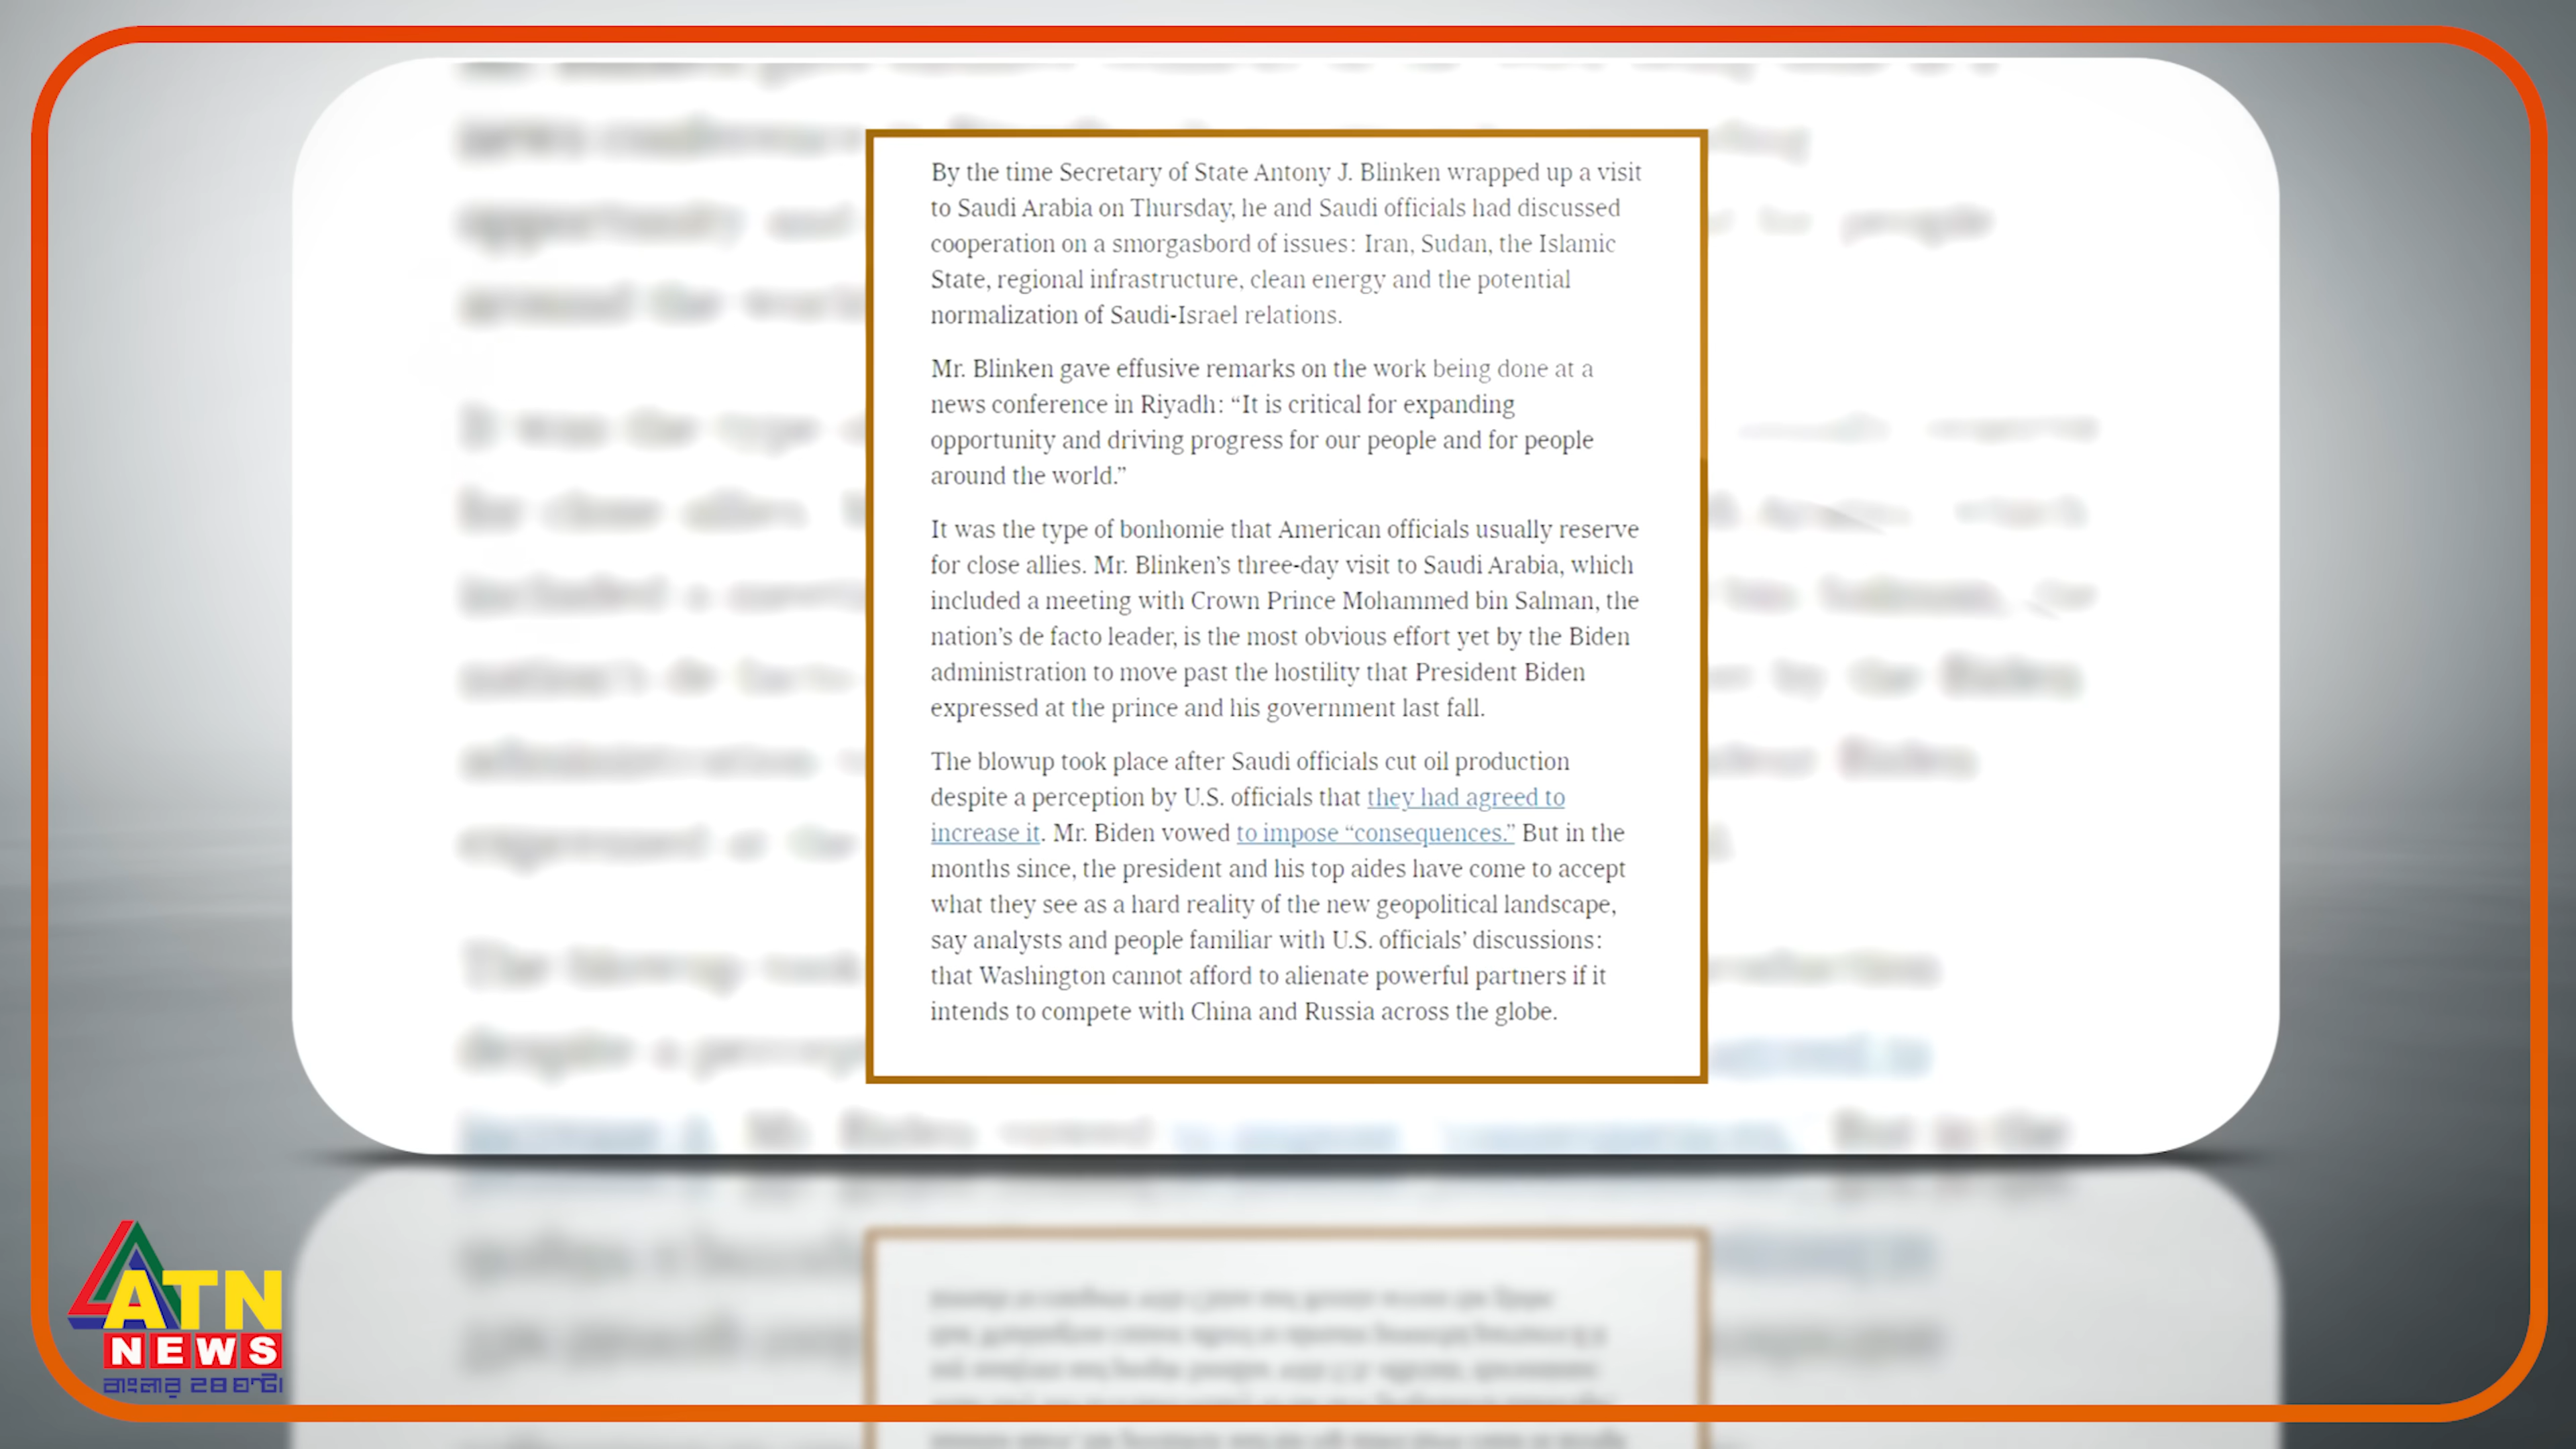 By the time Secretary of State Antony J. Blinken wrapped up a visit
to Saudi Arabia on Thursday, he and Saudi officials had discussed
cooperation on a smorgasbord of issues: Iran, Sudan, the Islamic
State, regional infrastructure, clean energy and the potential
normalization of Saudi-Israel relations.
Mr. Blinken gave effusive remarks on the work being done at a
news conference in Riyadh: “It is critical for expanding
opportunity and driving progress for our people and for people
around the world.”
It was the type of bonhomie that American officials usually reserve
for close allies. Mr. Blinken’s three-day visit to Saudi Arabia, which
included a meeting with Crown Prince Mohammed bin Salman, the
nation’s de facto leader, is the most obvious effort yet by the Biden
administration to move past the hostility that President Biden
expressed at the prince and his government last fall.
The blowup took place after Saudi officials cut oil production
despite a perception by U.S. officials that they had agreed to
increase it. Mr. Biden vowed to impose “consequences.” But in the
months since, the president and his top aides have come to accept
what they see as a hard reality of the new geopolitical landscape,
say analysts and people familiar with U.S. officials’ discussions:
that Washington cannot afford to alienate powerful partners if it
intends to compete with China and Russia across the globe.
ATN
NEWS
বাংলার ২৪ ঘন্টা